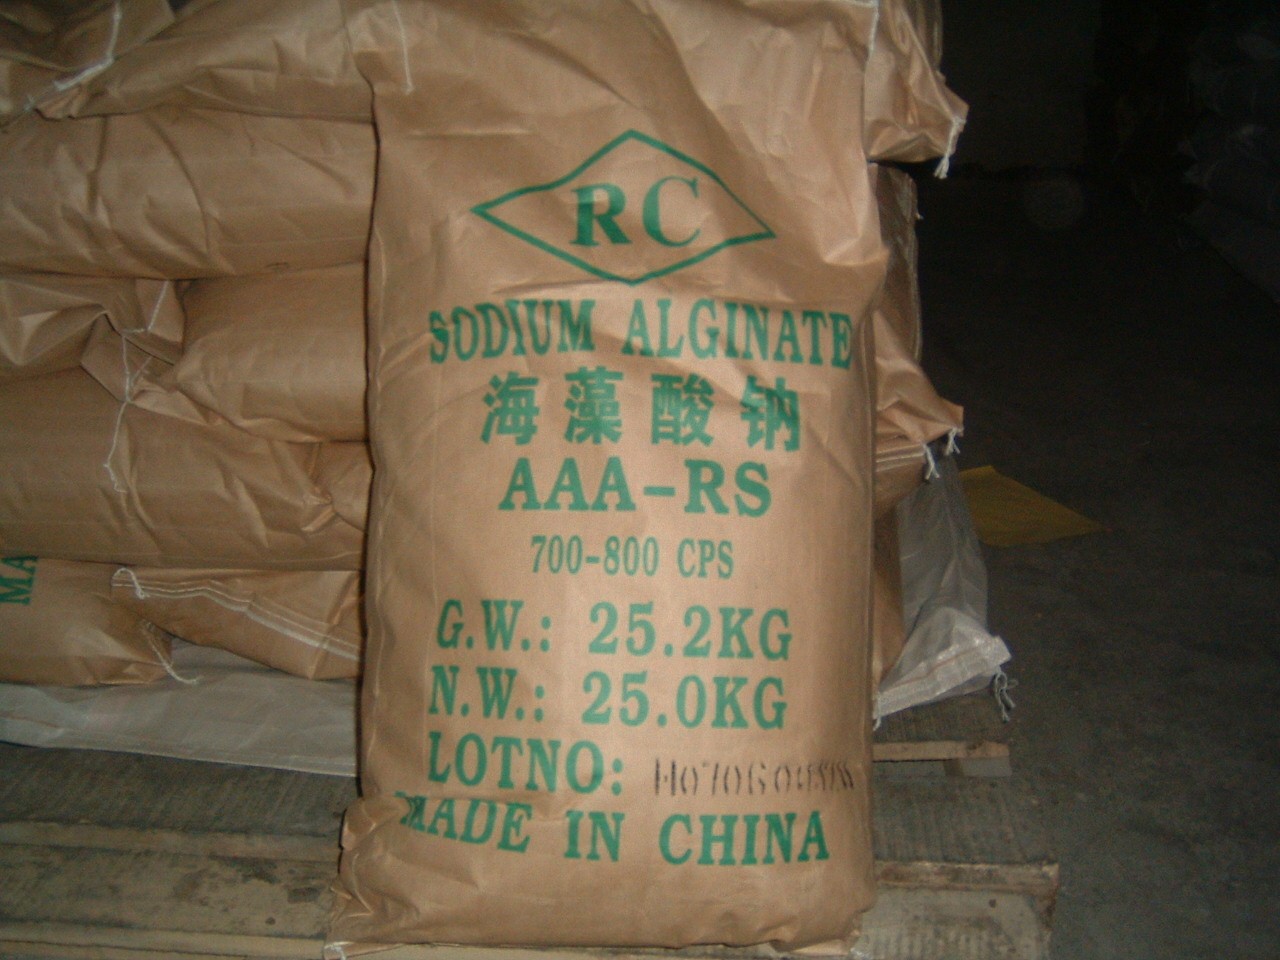 RC
SODIUM ALGINATE
海藻酸钠
AAA-RS
700-800 CPS
G.W.: 25.2KG
N.W.: 25.0KG
LOTNO:
MADE IN CHINA
MA